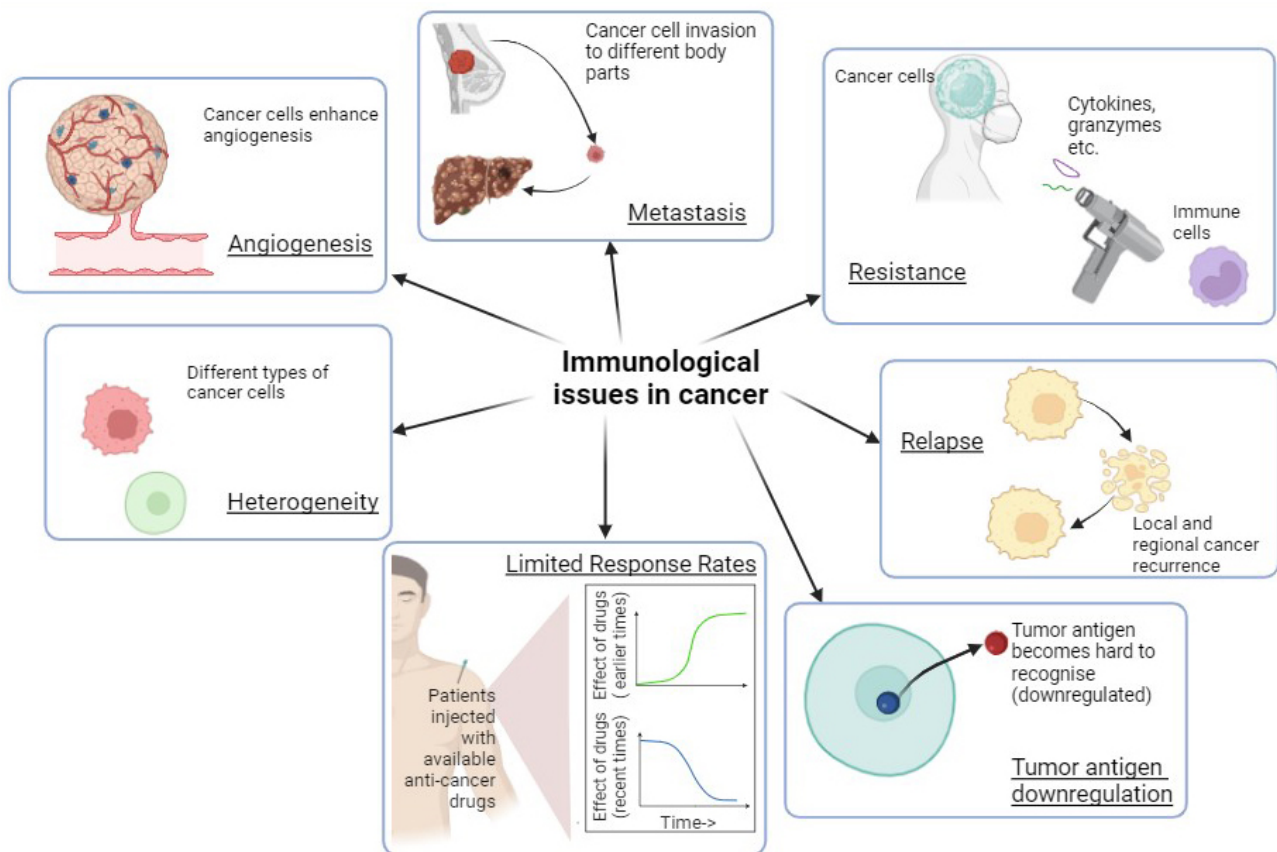 Cancer cells enhance
angiogenesis
Angiogenesis
Cancer cell invasion
to different body
parts
Metastasis
Cancer cells
Cytokines,
granzymes
etc.
Immune
cells
Resistance
Immunological
issues in cancer
Different types of
cancer cells
Heterogeneity
Relapse
Local and
regional cancer
recurrence
Limited Response Rates
Patients
injected
with
available
anti-cancer
drugs
Effect of drugs
( earlier times)
Effect of drugs
(recent times)
Time->
Tumor antigen
becomes hard to
recognise
(downregulated)
Tumor antigen
downregulation